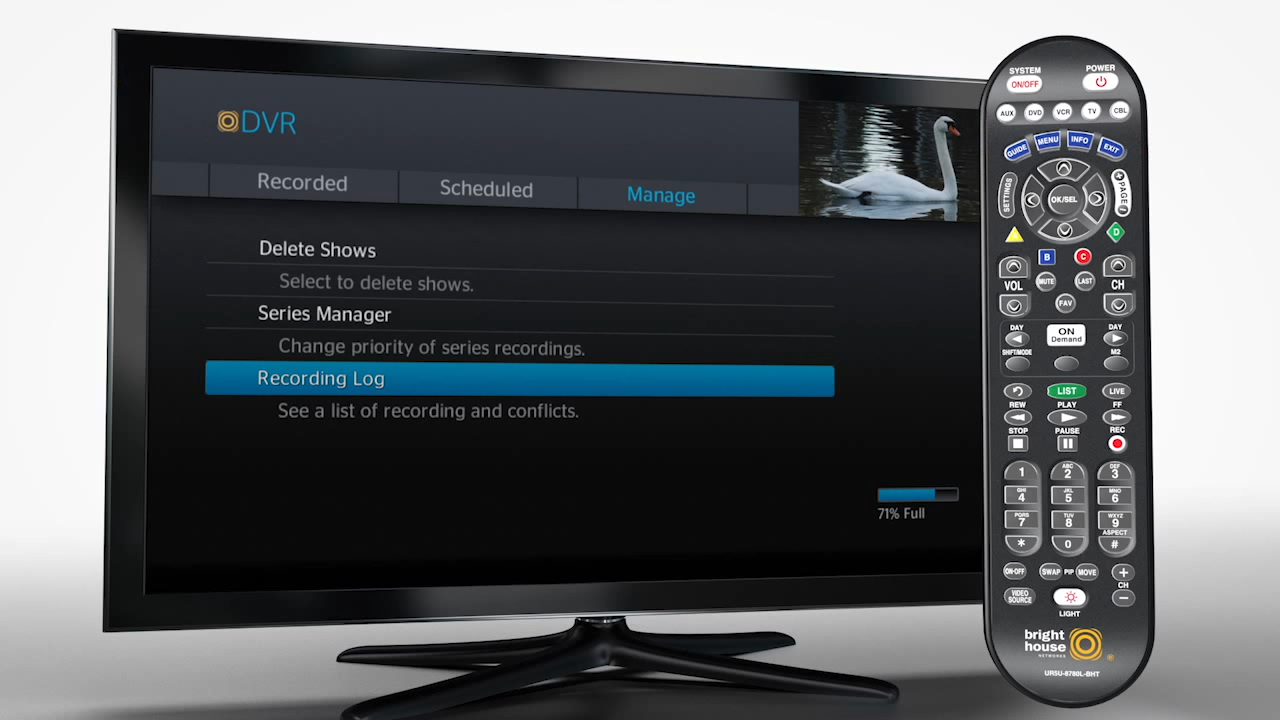 DVR
Recorded
Scheduled
Manage
Delete Shows
Select to delete shows.
Series Manager
Change priority of series recordings.
Recording Log
See a list of recording and conflicts.
71% Full
SYSTEM
POWER
ON/OFF
AUX DVD VCR TV CBL
GUIDE MENU INFO EXIT
SETTINGS
OK/SEL
+ PAGE -
A
D
B C
VOL MUTE LAST CH
FAV
DAY ON Demand DAY
SHIFT/MODE M2
LIST LIVE
REW PLAY FF
STOP PAUSE REC
1 ABC 2 DEF 3
GHI 4 JKL 5 MNO 6
PQRS 7 TUV 8 WXYZ 9
ASPECT
* 0 #
ON-OFF SWAP PIP MOVE +
CH
VIDEO SOURCE -
LIGHT
bright
house
NETWORKS
UR5U-8780L-BHT